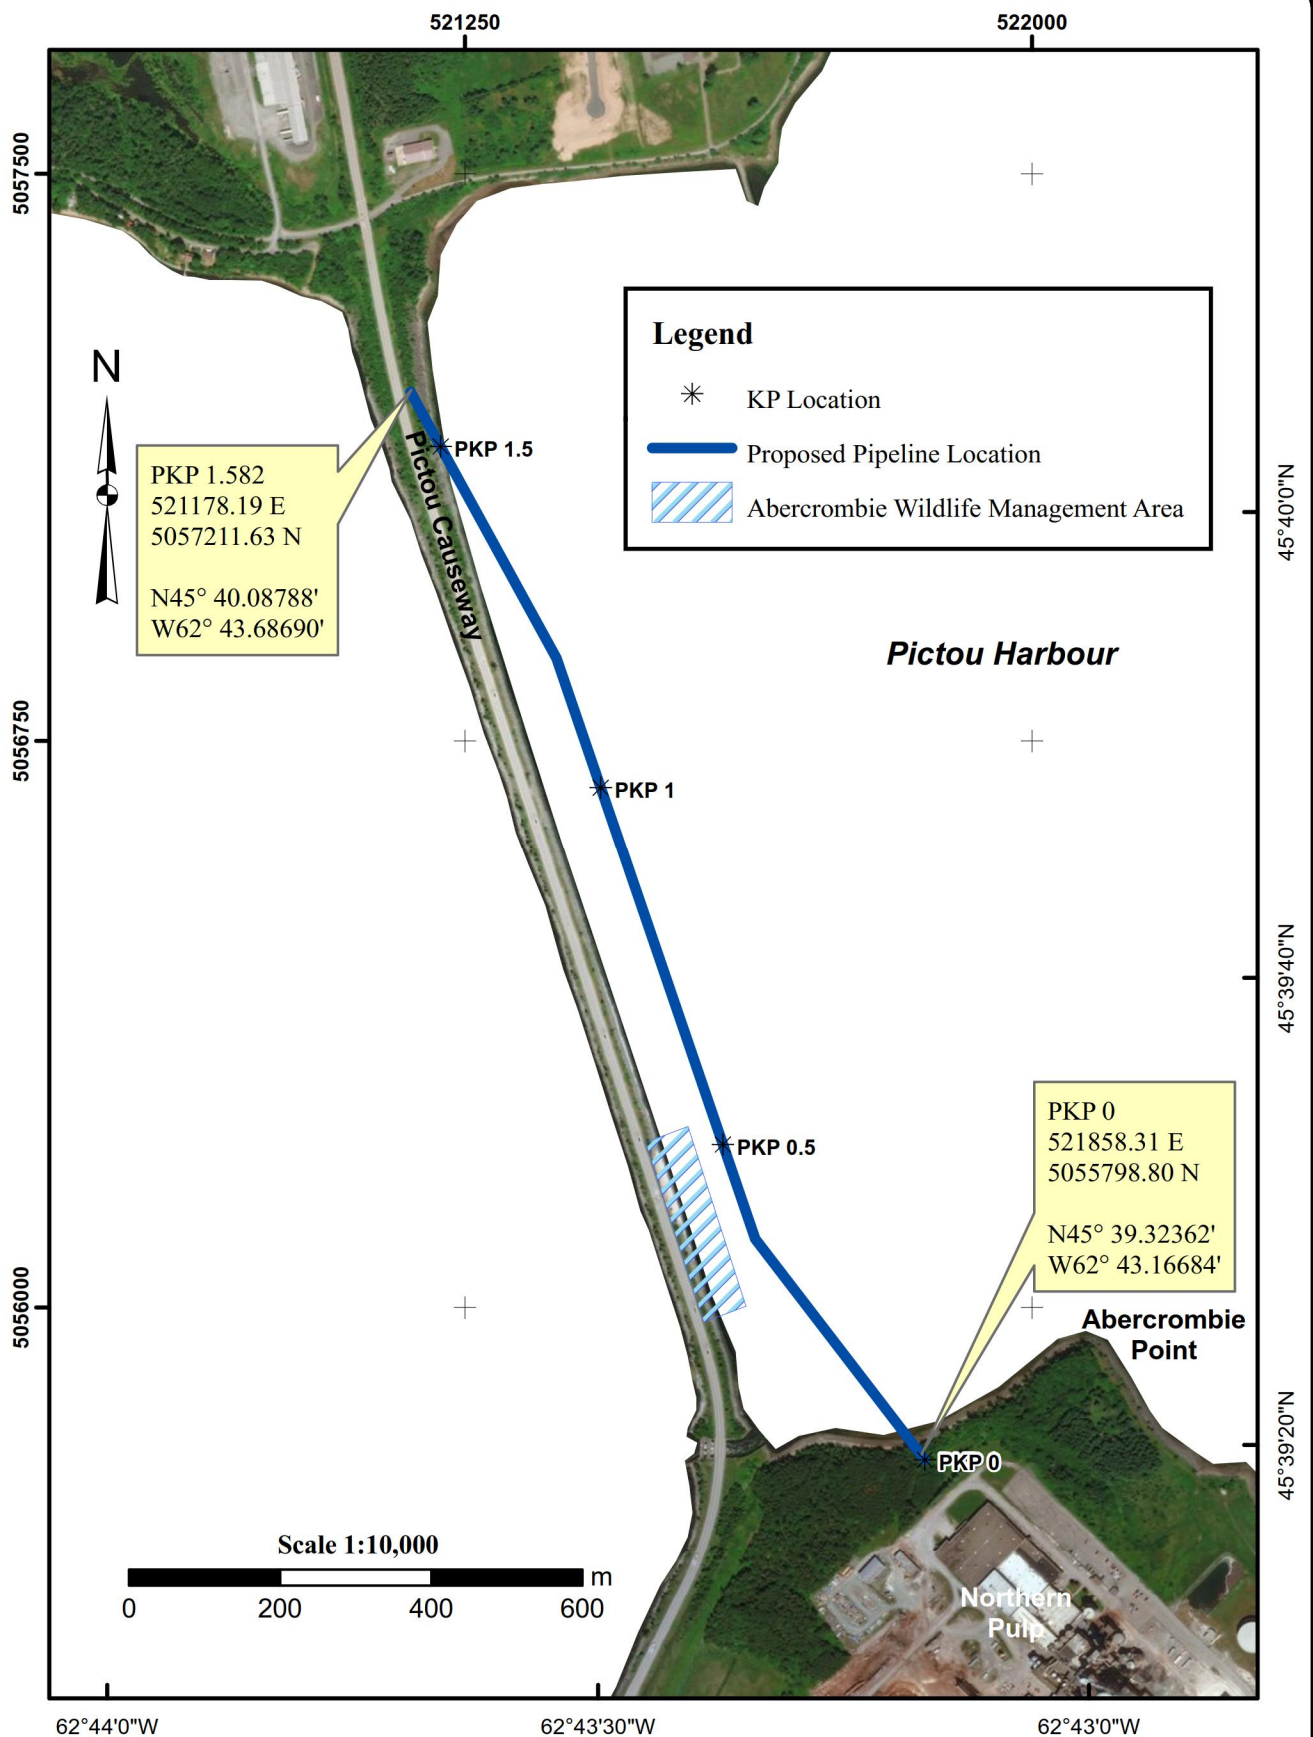 521250
522000
5057500
Legend
N
KP Location
PKP 1.5
Proposed Pipeline Location
PKP 1.582
521178.19 E
5057211.63 N
N45° 40.08788'
W62° 43.68690'
Abercrombie Wildlife Management Area
45°40'0"N
Pictou Causeway
Pictou Harbour
5056750
PKP 1
45°39'40"N
PKP 0.5
PKP 0
521858.31 E
5055798.80 N
N45° 39.32362'
W62° 43.16684'
5056000
Abercrombie
Point
45°39'20"N
PKP 0
Scale 1:10,000
m
0 200 400 600
Northern
Pulp
62°44'0"W
62°43'30"W
62°43'0"W